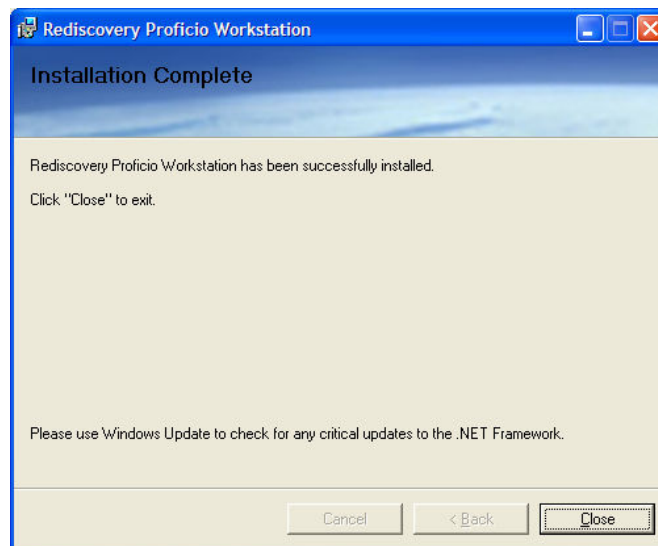 Rediscovery Proficio Workstation
Installation Complete
Rediscovery Proficio Workstation has been successfully installed.
Click "Close" to exit.
Please use Windows Update to check for any critical updates to the .NET Framework.
Cancel < Back Close